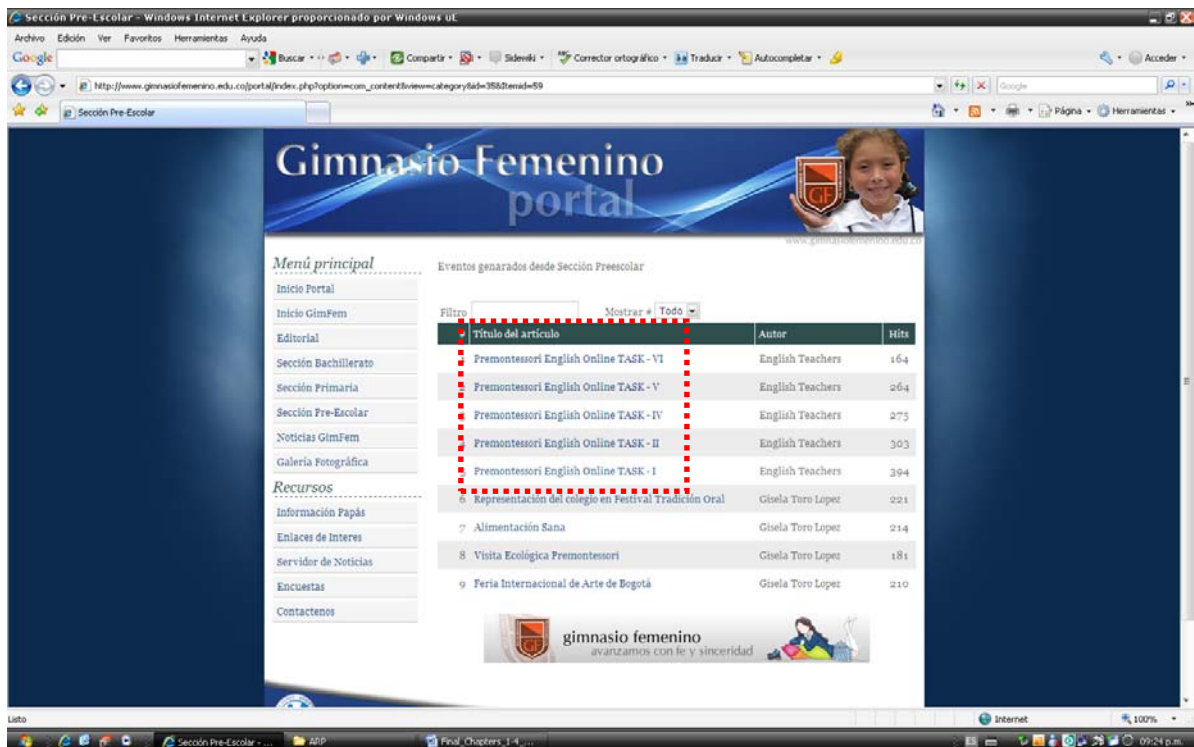 Sección Pre-Escolar - Windows Internet Explorer proporcionado por Windows uE
Archivo Edición Ver Favoritos Herramientas Ayuda
Google Buscar Compartir Sidewiki Corrector ortográfico Traducir Autocompletar Acceder
http://www.gimnasiofemenino.edu.co/portal/index.php?option=com_content&view=category&id=35&Itemid=59 Google
Sección Pre-Escolar Página Herramientas
Gimnasio Femenino
portal
GF
www.gimnasiofemenino.edu.co
Menú principal
Inicio Portal
Inicio GimFem
Editorial
Sección Bachillerato
Sección Primaria
Sección Pre-Escolar
Noticias GimFem
Galería Fotográfica
Recursos
Información Papás
Enlaces de Interes
Servidor de Noticias
Encuestas
Contactenos
Eventos genarados desde Sección Preescolar
Filtro Mostrar # Todo
Título del artículo Autor Hits
Premontessori English Online TASK - VI English Teachers 164
Premontessori English Online TASK - V English Teachers 264
Premontessori English Online TASK - IV English Teachers 275
Premontessori English Online TASK - II English Teachers 303
Premontessori English Online TASK - I English Teachers 394
6 Representación del colegio en Festival Tradición Oral Gisela Toro Lopez 221
7 Alimentación Sana Gisela Toro Lopez 214
8 Visita Ecológica Premontessori Gisela Toro Lopez 181
9 Feria Internacional de Arte de Bogotá Gisela Toro Lopez 210
GF
gimnasio femenino
avanzamos con fe y sinceridad
Listo Internet 100%
Sección Pre-Escolar - ... ARP Final_Chapters_1-4_... ES 09:24 p.m.